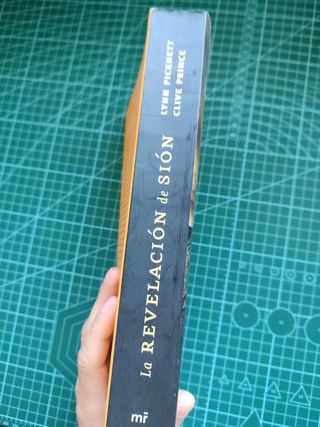 LYNN PICKNETT
CLIVE PRINCE
La REVELACIÓN de SIÓN
mr